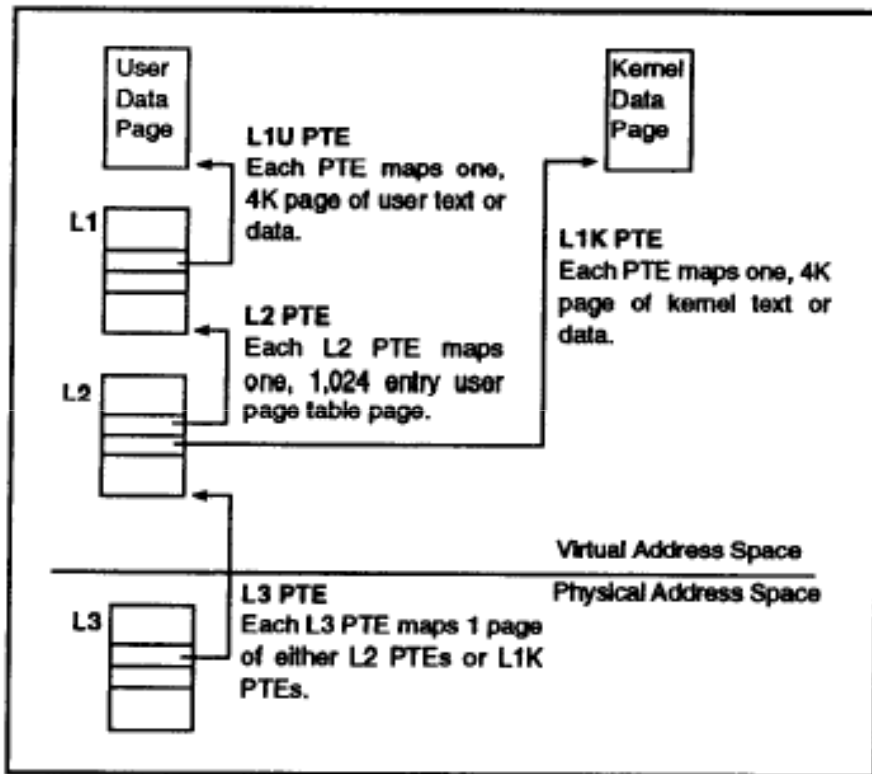 User
Data
Page
Kernel
Data
Page
L1U PTE
Each PTE maps one,
4K page of user text or
data.
L1
L1K PTE
Each PTE maps one, 4K
page of kernel text or
data.
L2 PTE
Each L2 PTE maps
one, 1,024 entry user
page table page.
L2
Virtual Address Space
Physical Address Space
L3 PTE
Each L3 PTE maps 1 page
of either L2 PTEs or L1K
PTEs.
L3